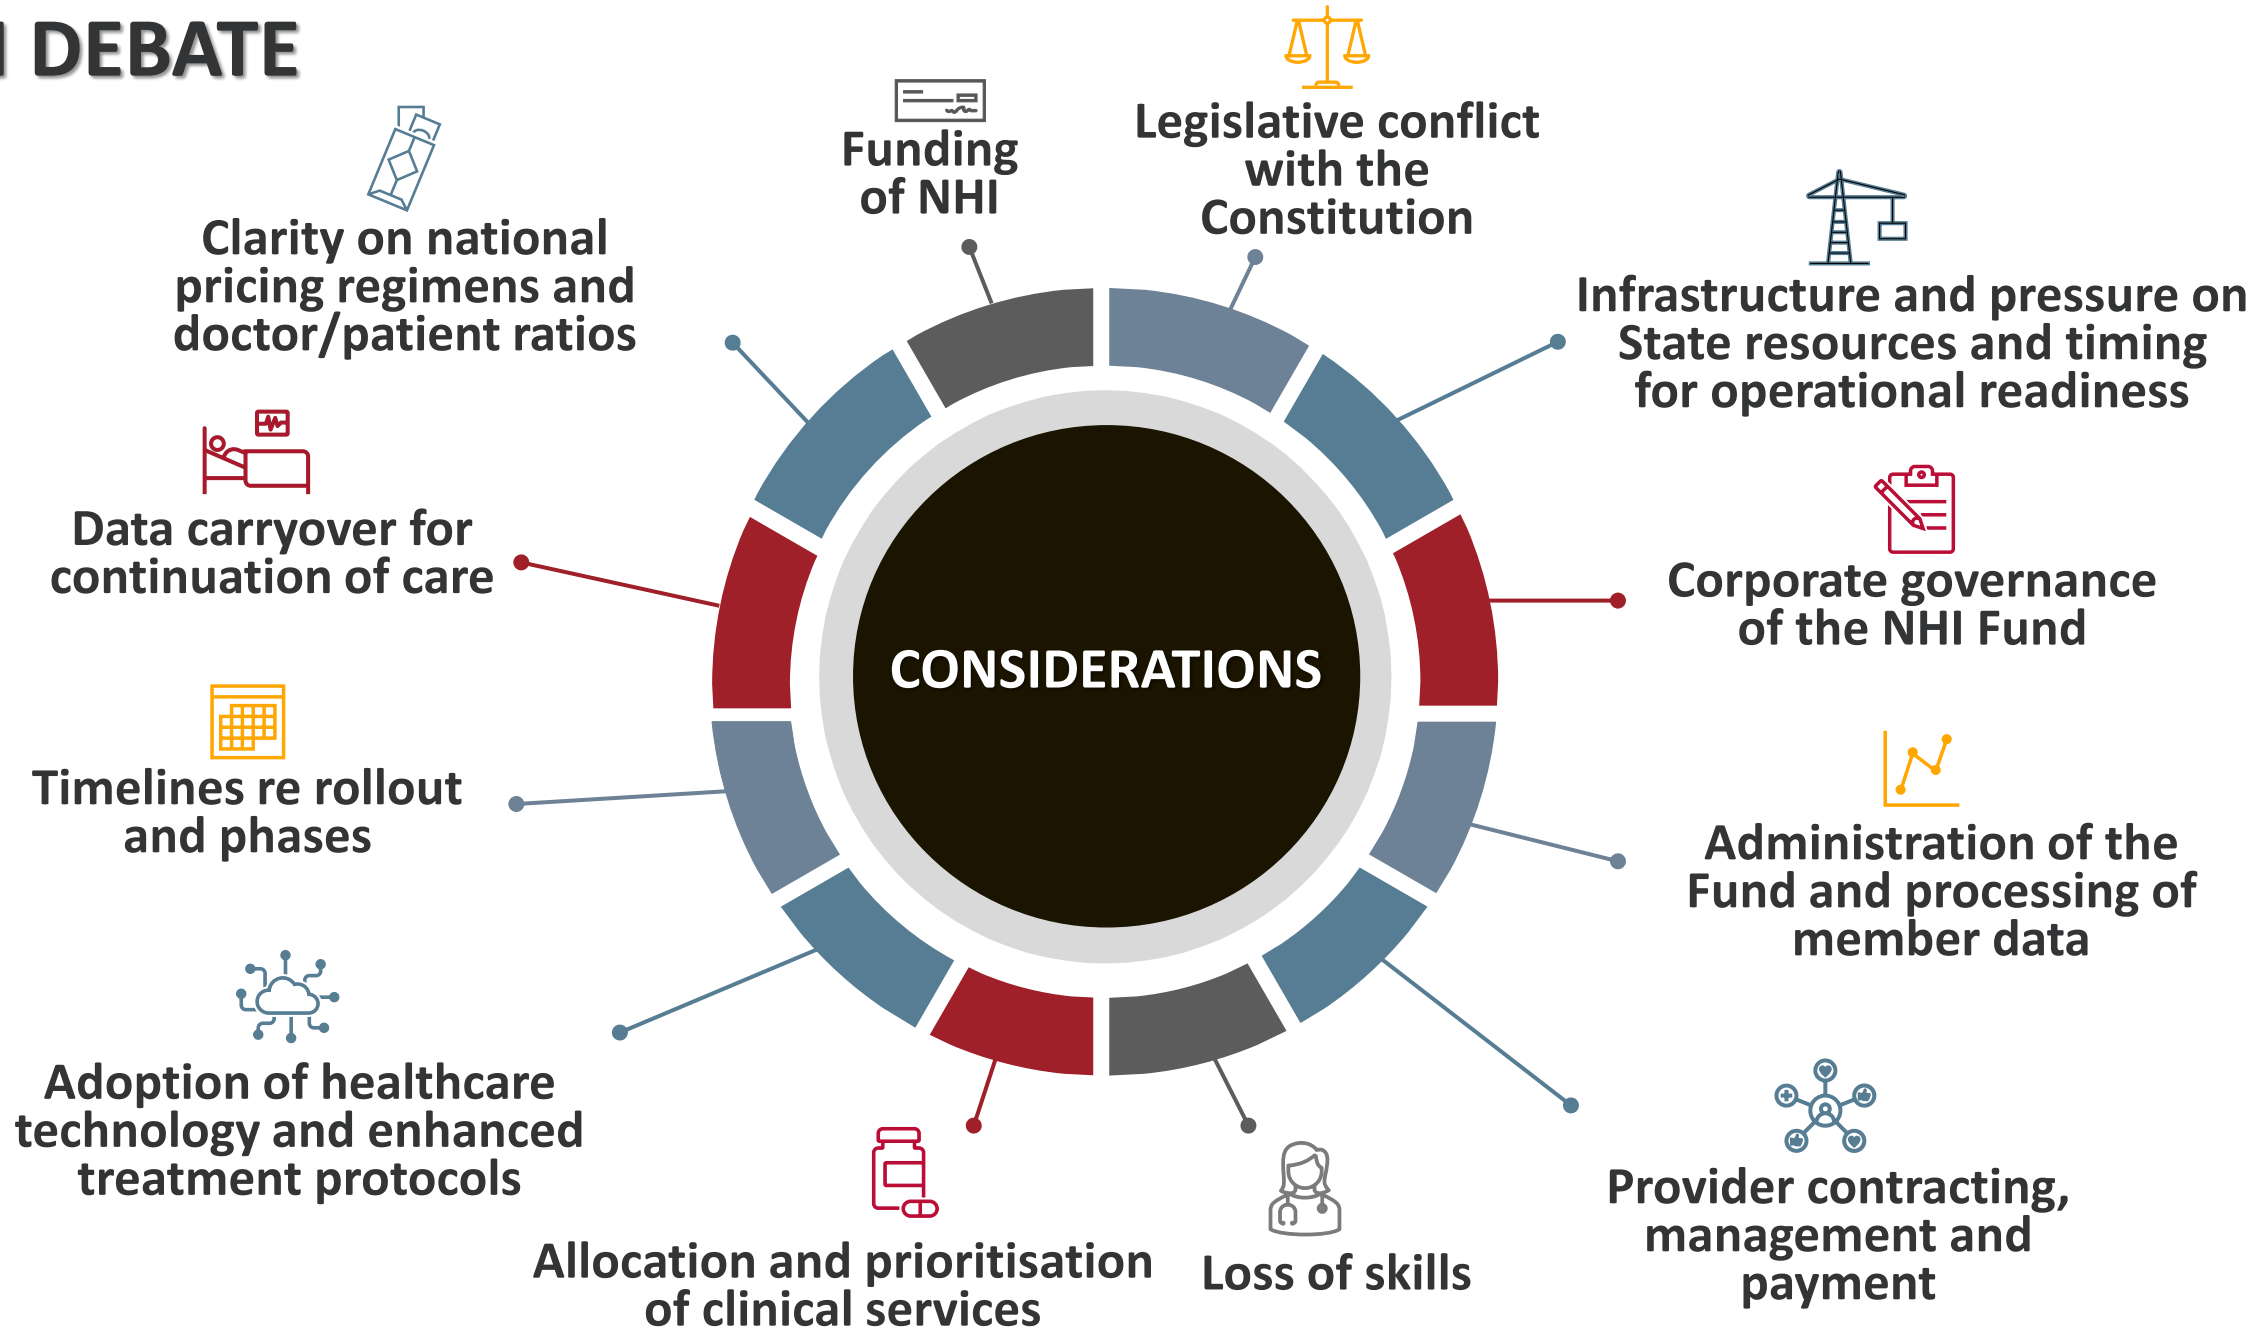 DEBATE
Funding
of NHI
Legislative conflict
with the
Constitution
Infrastructure and pressure on
State resources and timing
for operational readiness
Corporate governance
of the NHI Fund
Administration of the
Fund and processing of
member data
Provider contracting,
management and
payment
Loss of skills
Allocation and prioritisation
of clinical services
Adoption of healthcare
technology and enhanced
treatment protocols
Timelines re rollout
and phases
Data carryover for
continuation of care
Clarity on national
pricing regimens and
doctor/patient ratios
CONSIDERATIONS